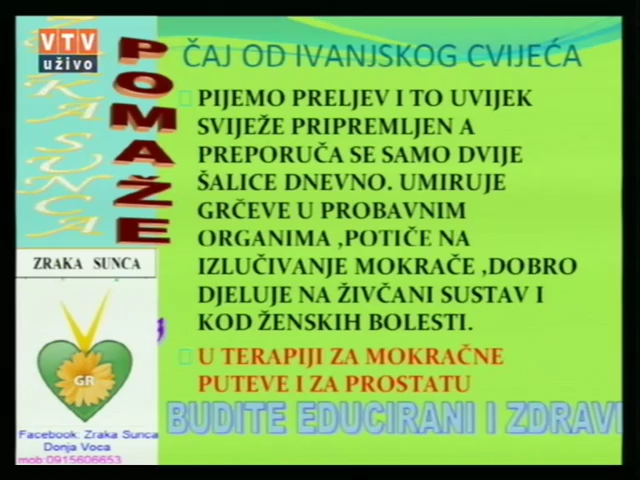 VTV
uživo
ZRAKA SUNCA
POMAŽE
ČAJ OD IVANJSKOG CVIJEĆA
PIJEMO PRELJEV I TO UVIJEK
SVIJEŽE PRIPREMLJEN A
PREPORUČA SE SAMO DVIJE
ŠALICE DNEVNO. UMIRUJE
GRČEVE U PROBAVNIM
ORGANIMA ,POTIČE NA
IZLUČIVANJE MOKRAČE ,DOBRO
DJELUJE NA ŽIVČANI SUSTAV I
KOD ŽENSKIH BOLESTI.
U TERAPIJI ZA MOKRAČNE
PUTEVE I ZA PROSTATU
BUDITE EDUCIRANI I ZDRAVI
ZRAKA SUNCA
GR
Facebook: Zraka Sunca
Donja Voca
mob:0915606653